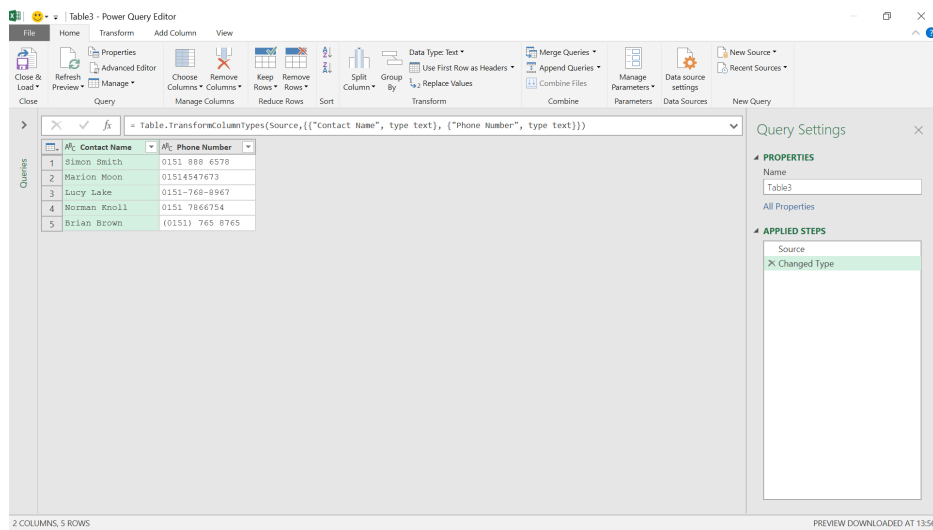 Table3 - Power Query Editor
File Home Transform Add Column View
Close & Load
Close
Refresh Preview
Properties
Advanced Editor
Manage
Query
Choose Columns
Remove Columns
Manage Columns
Keep Rows
Remove Rows
Reduce Rows
Sort
Split Column
Group By
Data Type: Text
Use First Row as Headers
Replace Values
Transform
Merge Queries
Append Queries
Combine Files
Combine
Manage Parameters
Parameters
Data source settings
Data Sources
New Source
Recent Sources
New Query
fx = Table.TransformColumnTypes(Source,{{"Contact Name", type text}, {"Phone Number", type text}})
Queries
ABC Contact Name ABC Phone Number
1 Simon Smith 0151 888 6578
2 Marion Moon 01514547673
3 Lucy Lake 0151-768-8967
4 Norman Knoll 0151 7866754
5 Brian Brown (0151) 765 8765
Query Settings
PROPERTIES
Name
Table3
All Properties
APPLIED STEPS
Source
Changed Type
2 COLUMNS, 5 ROWS PREVIEW DOWNLOADED AT 13:5